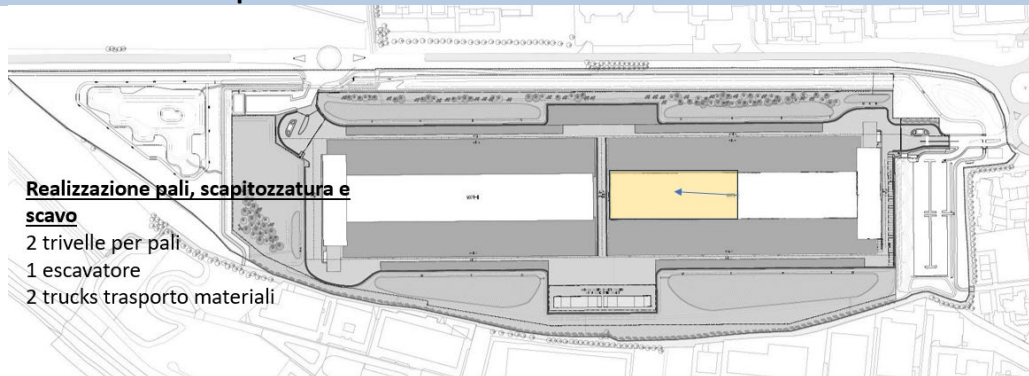 Realizzazione pali, scapitozzatura e
scavo
2 trivelle per pali
1 escavatore
2 trucks trasporto materiali